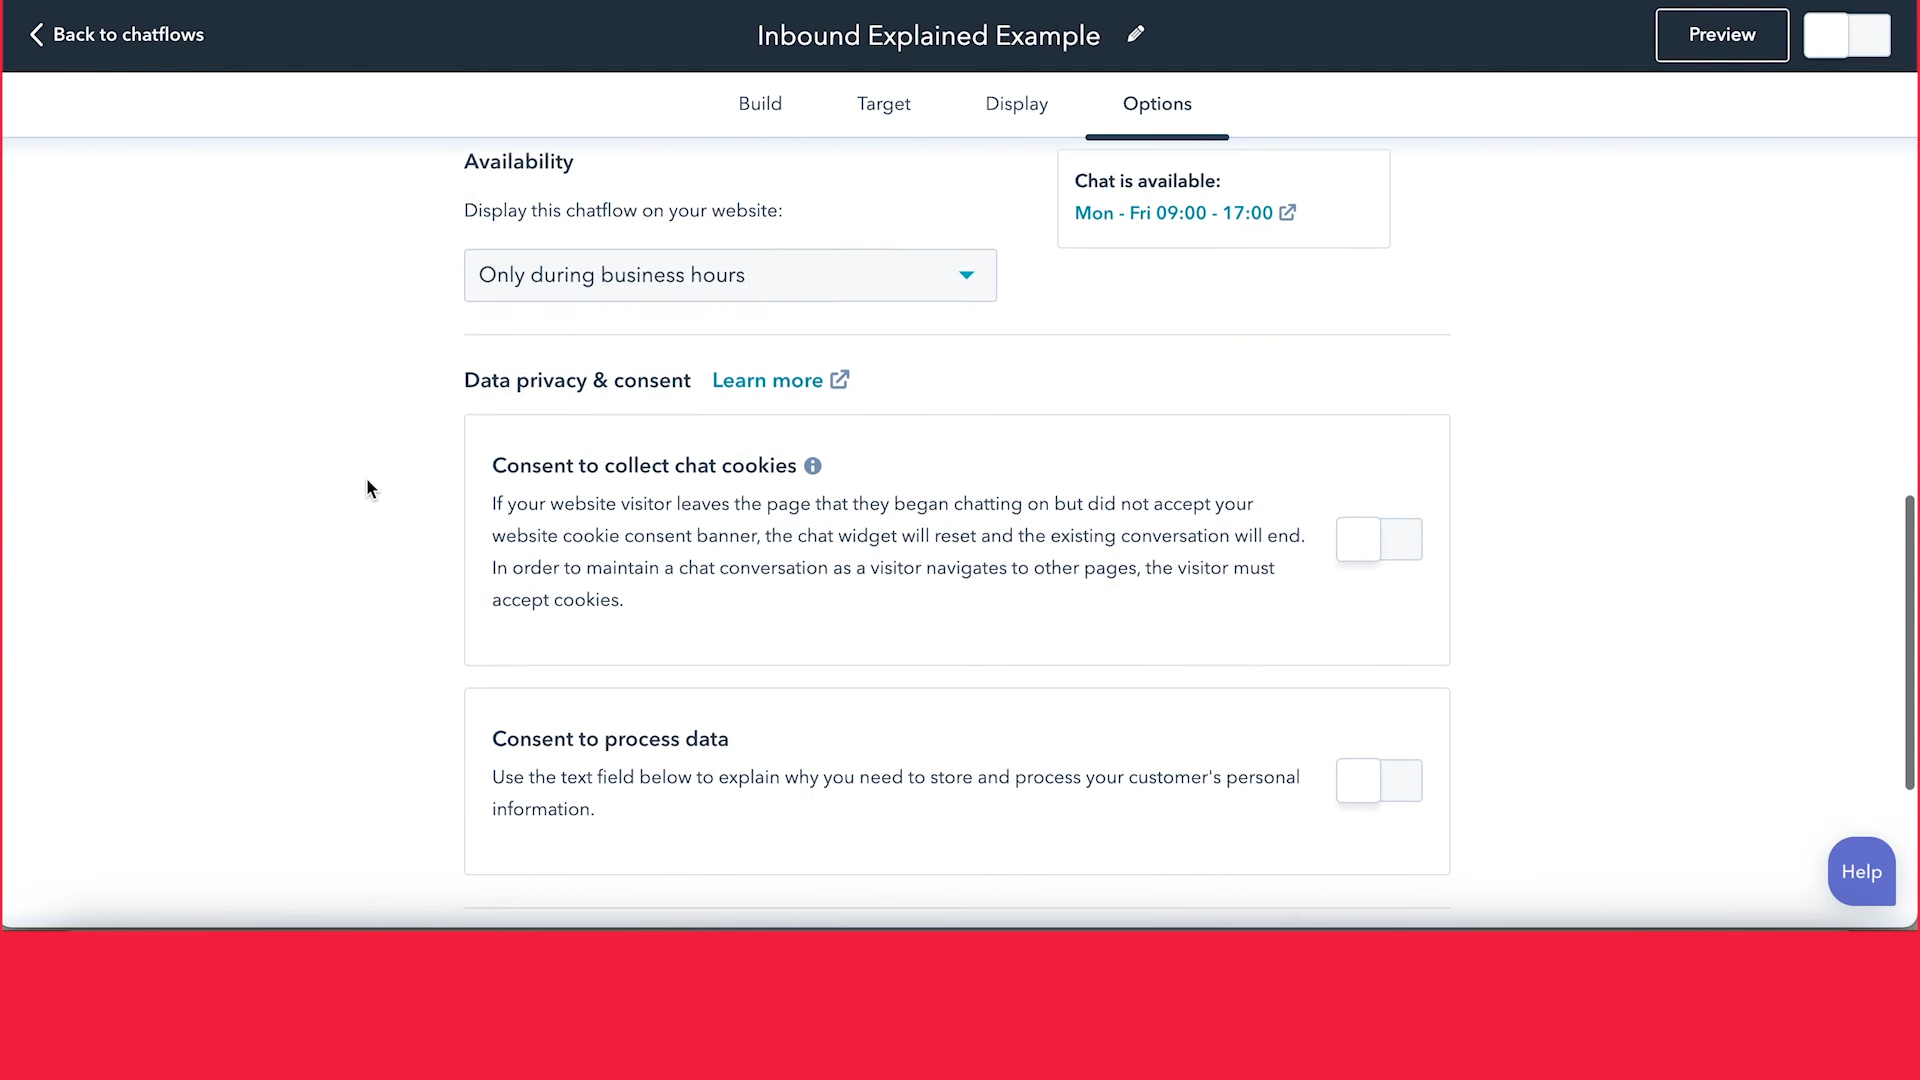 Back to chatflows
Inbound Explained Example
Preview
Build
Target
Display
Options
Availability
Display this chatflow on your website:
Only during business hours
Chat is available:
Mon - Fri 09:00 - 17:00
Data privacy & consent
Learn more
Consent to collect chat cookies
If your website visitor leaves the page that they began chatting on but did not accept your
website cookie consent banner, the chat widget will reset and the existing conversation will end.
In order to maintain a chat conversation as a visitor navigates to other pages, the visitor must
accept cookies.
Consent to process data
Use the text field below to explain why you need to store and process your customer's personal
information.
Help